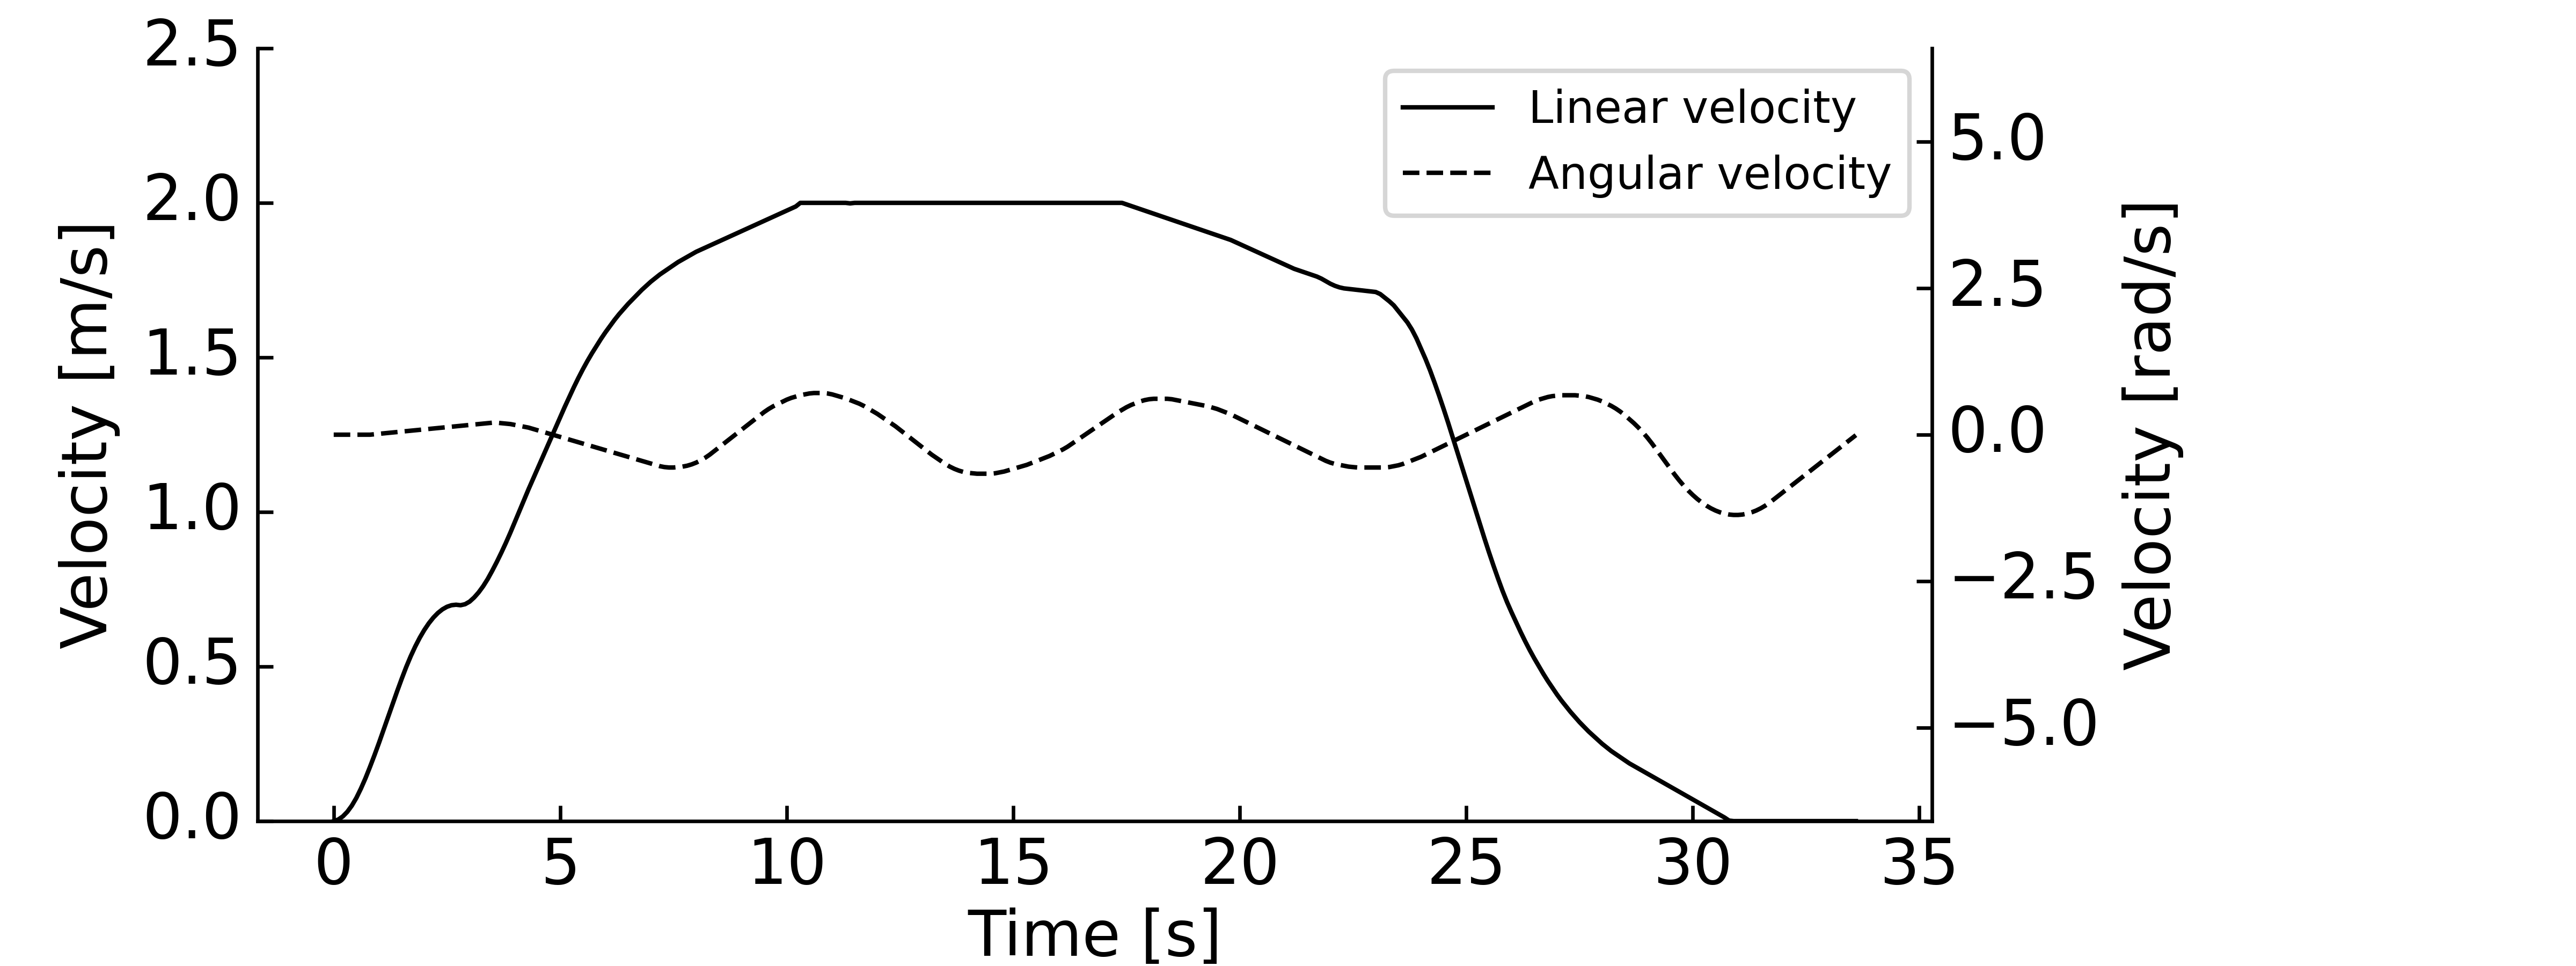 2.5
2.0
1.5
1.0
0.5
0.0
Velocity [m/s]
Linear velocity
Angular velocity
5.0
2.5
0.0
−2.5
−5.0
Velocity [rad/s]
0 5 10 15 20 25 30 35
Time [s]